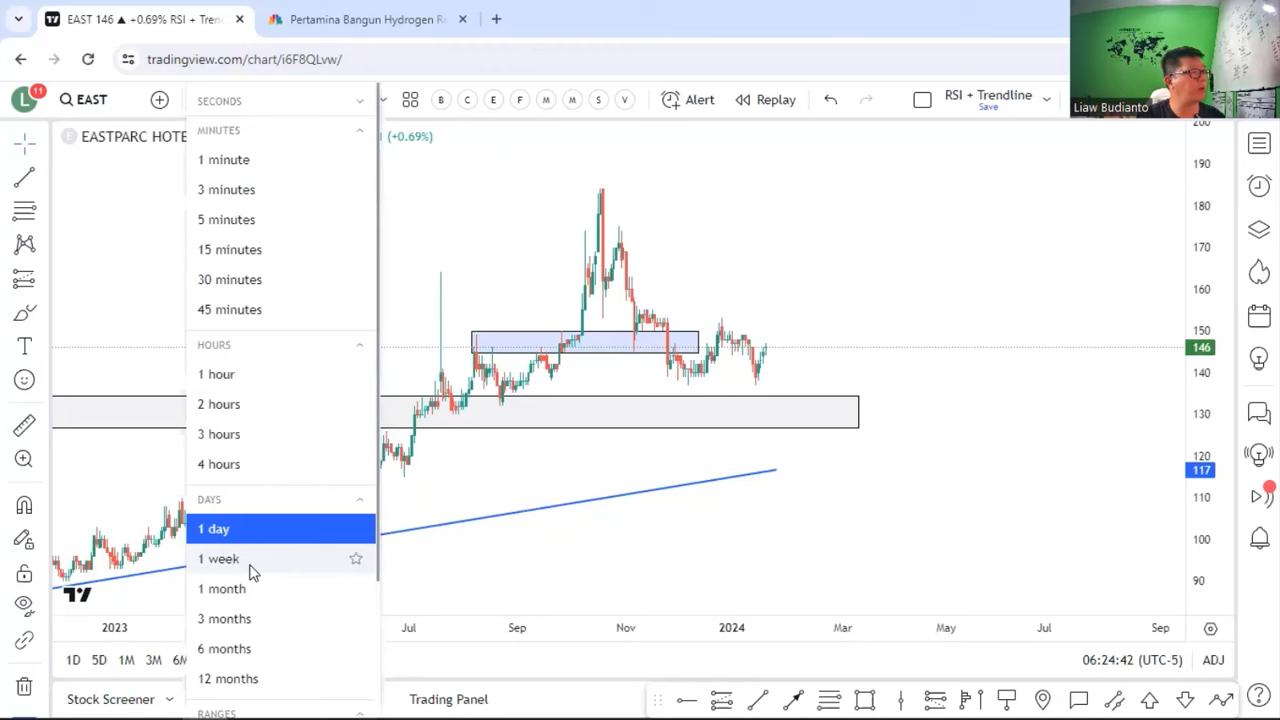 EAST 146 ▲ +0.69% RSI + Trendl
Pertamina Bangun Hydrogen R
tradingview.com/chart/i6F8QLvw/
Liaw Budianto
L
11
EAST
B C E F M M S V
Alert
Replay
RSI + Trendline
Save
EASTPARC HOTE
(+0.69%)
SECONDS
MINUTES
1 minute
3 minutes
5 minutes
15 minutes
30 minutes
45 minutes
HOURS
1 hour
2 hours
3 hours
4 hours
DAYS
1 day
1 week
1 month
3 months
6 months
12 months
RANGES
200
190
180
170
160
150
146
140
130
120
117
110
100
90
2023
Jul
Sep
Nov
2024
Mar
May
Jul
Sep
1D 5D 1M 3M 6M
06:24:42 (UTC-5)
ADJ
Stock Screener
Trading Panel